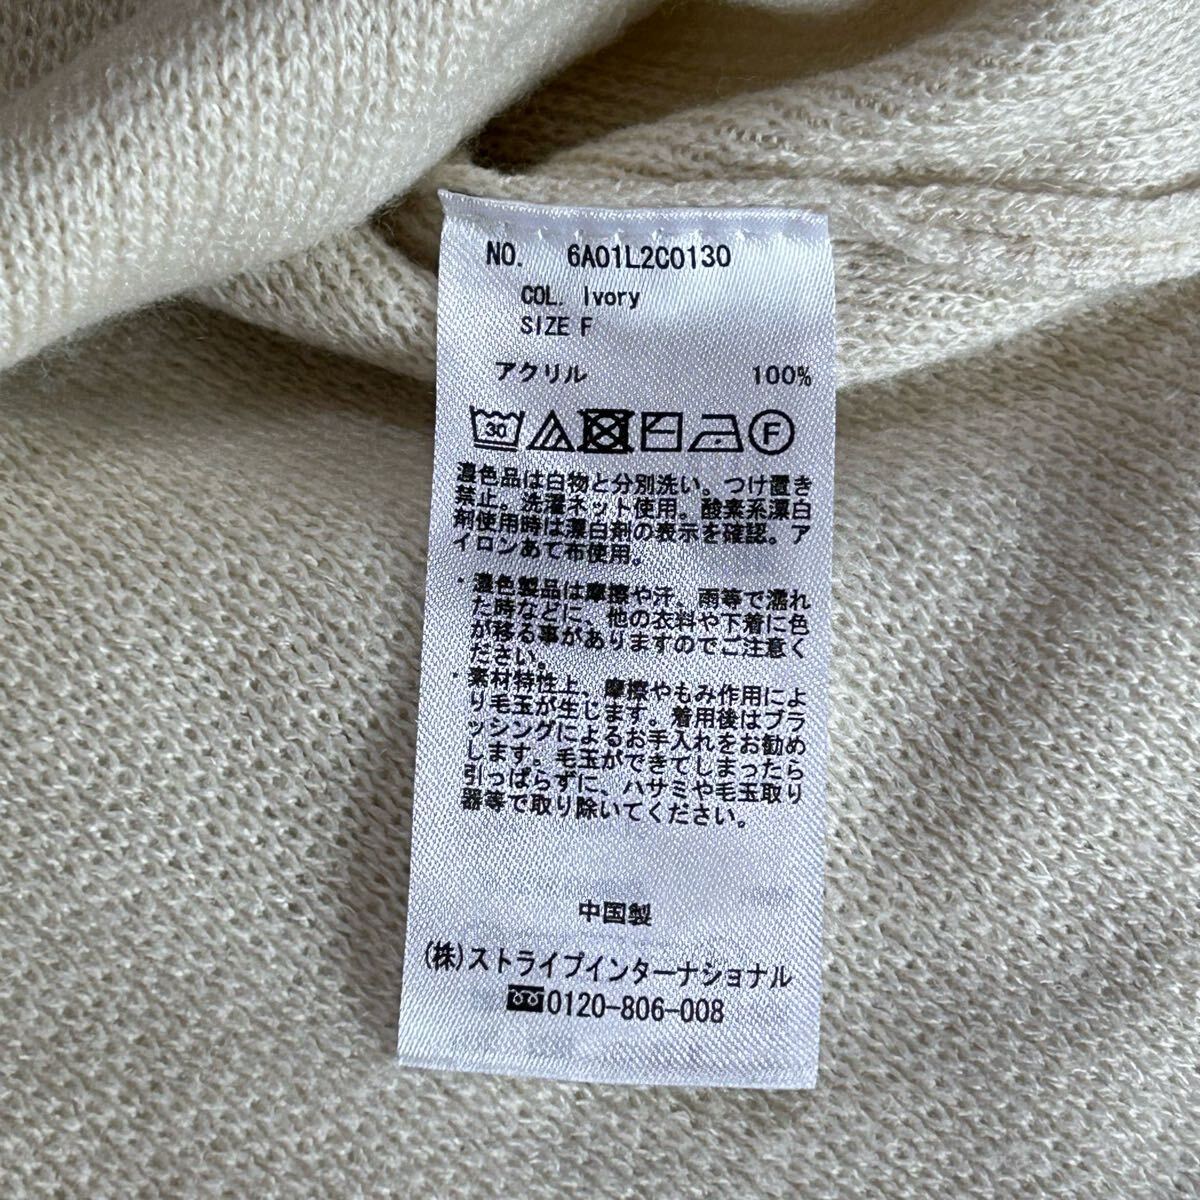 NO. 6A01L2C0130
COL. Ivory
SIZE F
アクリル 100%
30 F
濃色品は白物と分別洗い。つけ置き
禁止。洗濯ネット使用。酸素系漂白
剤使用時は漂白剤の表示を確認。ア
イロンあて布使用。
・濃色製品は摩擦や汗、雨等で濡れ
た時などに、他の衣料や下着に色
が移る事がありますのでご注意く
ださい。
・素材特性上、摩擦やもみ作用によ
り毛玉が生じます。着用後はブラ
ッシングによるお手入れをお勧め
します。毛玉ができてしまったら
引っぱらずに、ハサミや毛玉取り
器等で取り除いてください。
中国製
(株)ストライプインターナショナル
0120-806-008